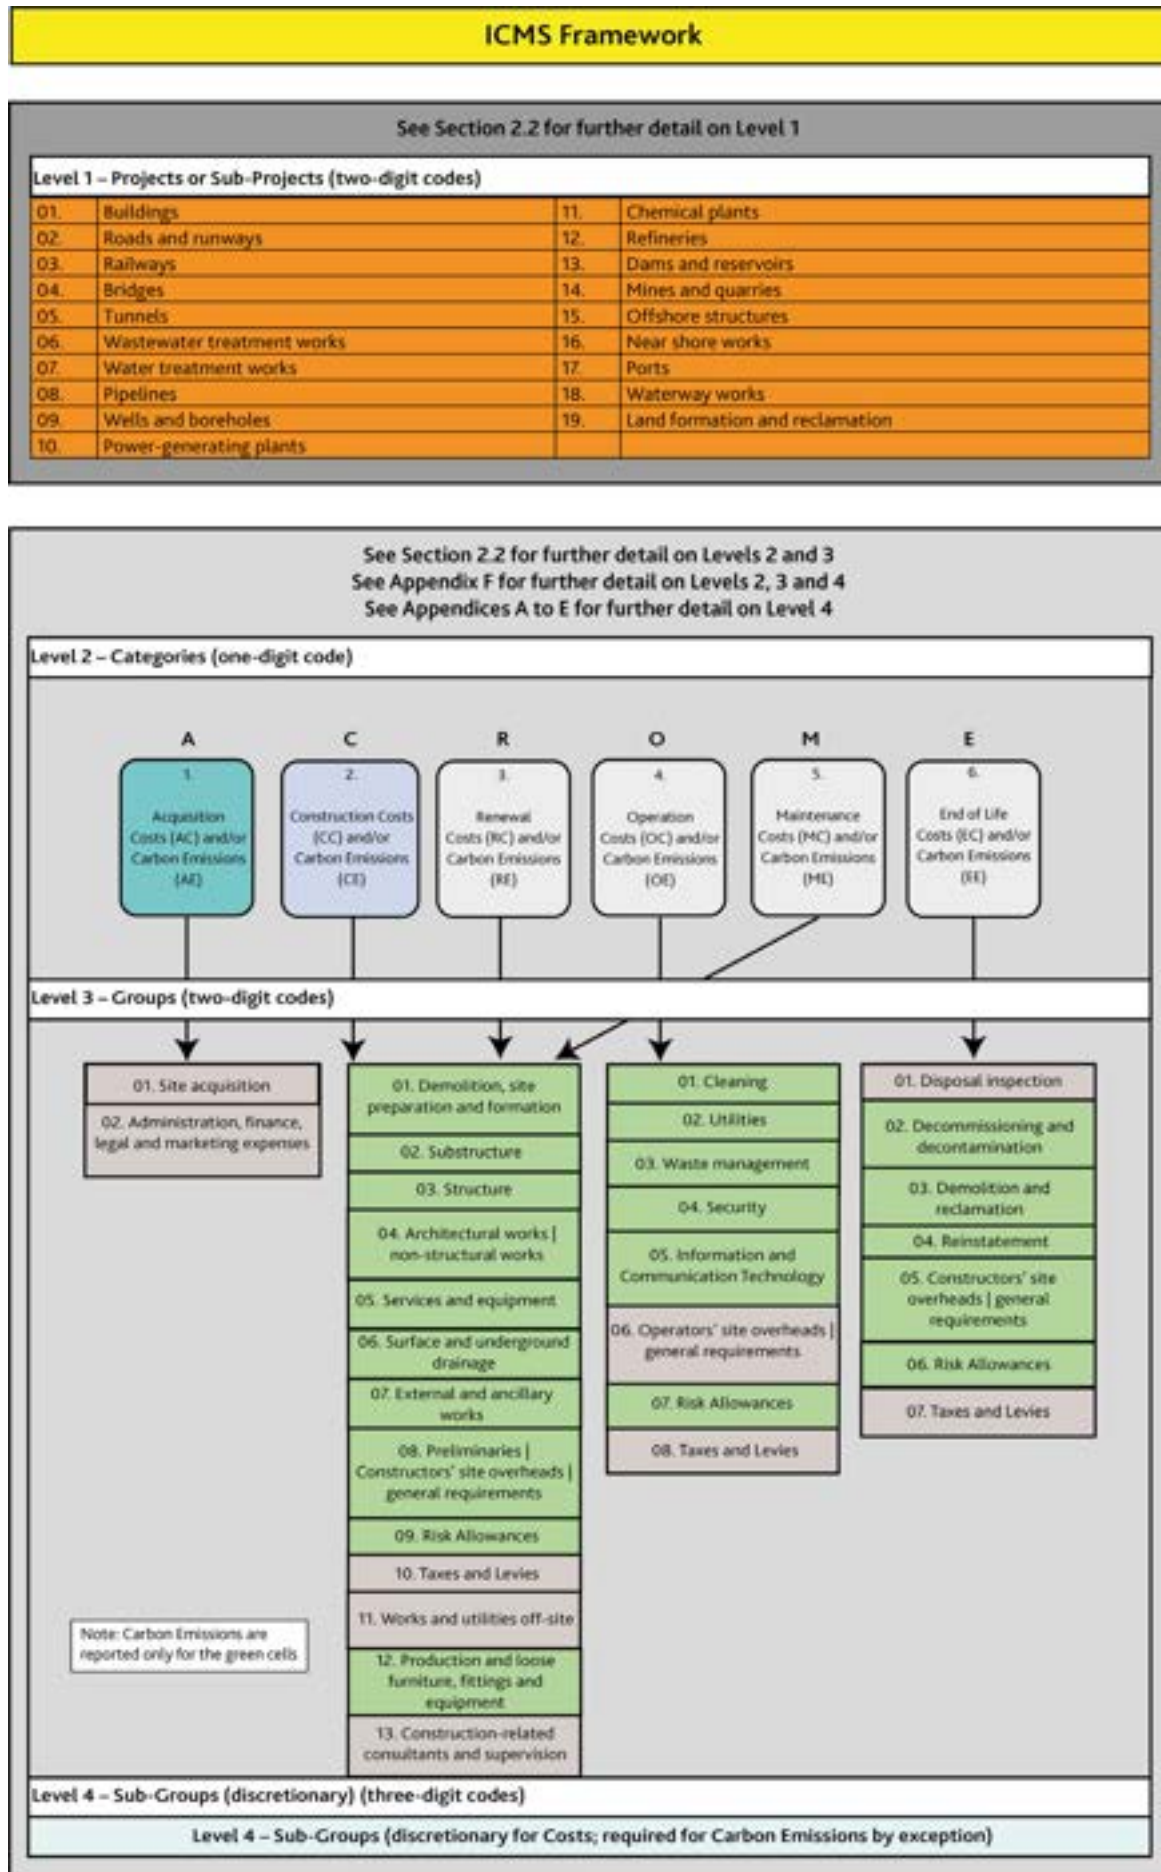 ICMS Framework
See Section 2.2 for further detail on Level 1
Level 1 – Projects or Sub-Projects (two-digit codes)
01. Buildings 11. Chemical plants
02. Roads and runways 12. Refineries
03. Railways 13. Dams and reservoirs
04. Bridges 14. Mines and quarries
05. Tunnels 15. Offshore structures
06. Wastewater treatment works 16. Near shore works
07. Water treatment works 17. Ports
08. Pipelines 18. Waterway works
09. Wells and boreholes 19. Land formation and reclamation
10. Power-generating plants
See Section 2.2 for further detail on Levels 2 and 3
See Appendix F for further detail on Levels 2, 3 and 4
See Appendices A to E for further detail on Level 4
Level 2 – Categories (one-digit code)
A C R O M E
1.
Acquisition
Costs (AC) and/or
Carbon Emissions
(AE)
2.
Construction Costs
(CC) and/or
Carbon Emissions
(CE)
3.
Renewal
Costs (RC) and/or
Carbon Emissions
(RE)
4.
Operation
Costs (OC) and/or
Carbon Emissions
(OE)
5.
Maintenance
Costs (MC) and/or
Carbon Emissions
(ME)
6.
End of Life
Costs (EC) and/or
Carbon Emissions
(EE)
Level 3 – Groups (two-digit codes)
01. Site acquisition
02. Administration, finance,
legal and marketing expenses
01. Demolition, site
preparation and formation
02. Substructure
03. Structure
04. Architectural works |
non-structural works
05. Services and equipment
06. Surface and underground
drainage
07. External and ancillary
works
08. Preliminaries |
Constructors' site overheads |
general requirements
09. Risk Allowances
10. Taxes and Levies
11. Works and utilities off-site
12. Production and loose
furniture, fittings and
equipment
13. Construction-related
consultants and supervision
01. Cleaning
02. Utilities
03. Waste management
04. Security
05. Information and
Communication Technology
06. Operators' site overheads |
general requirements
07. Risk Allowances
08. Taxes and Levies
01. Disposal inspection
02. Decommissioning and
decontamination
03. Demolition and
reclamation
04. Reinstatement
05. Constructors' site
overheads | general
requirements
06. Risk Allowances
07. Taxes and Levies
Note: Carbon Emissions are
reported only for the green cells
Level 4 – Sub-Groups (discretionary) (three-digit codes)
Level 4 – Sub-Groups (discretionary for Costs; required for Carbon Emissions by exception)